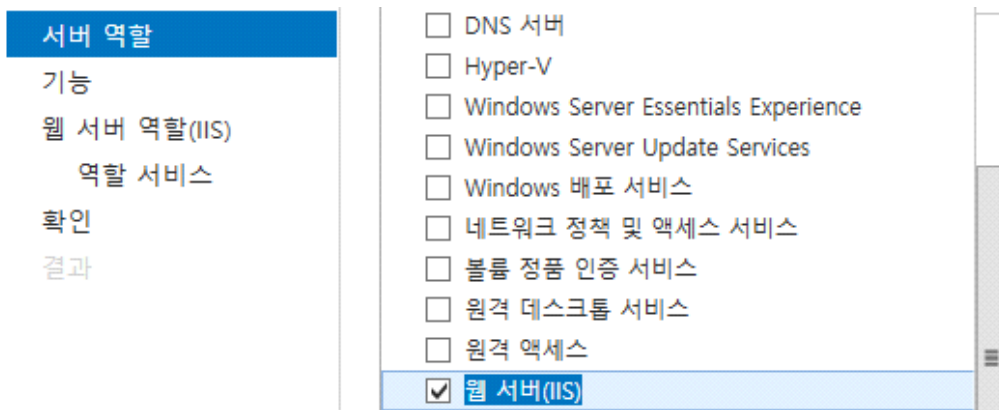 서버 역할
기능
웹 서버 역할(IIS)
역할 서비스
확인
결과
DNS 서버
Hyper-V
Windows Server Essentials Experience
Windows Server Update Services
Windows 배포 서비스
네트워크 정책 및 액세스 서비스
볼륨 정품 인증 서비스
원격 데스크톱 서비스
원격 액세스
웹 서버(IIS)